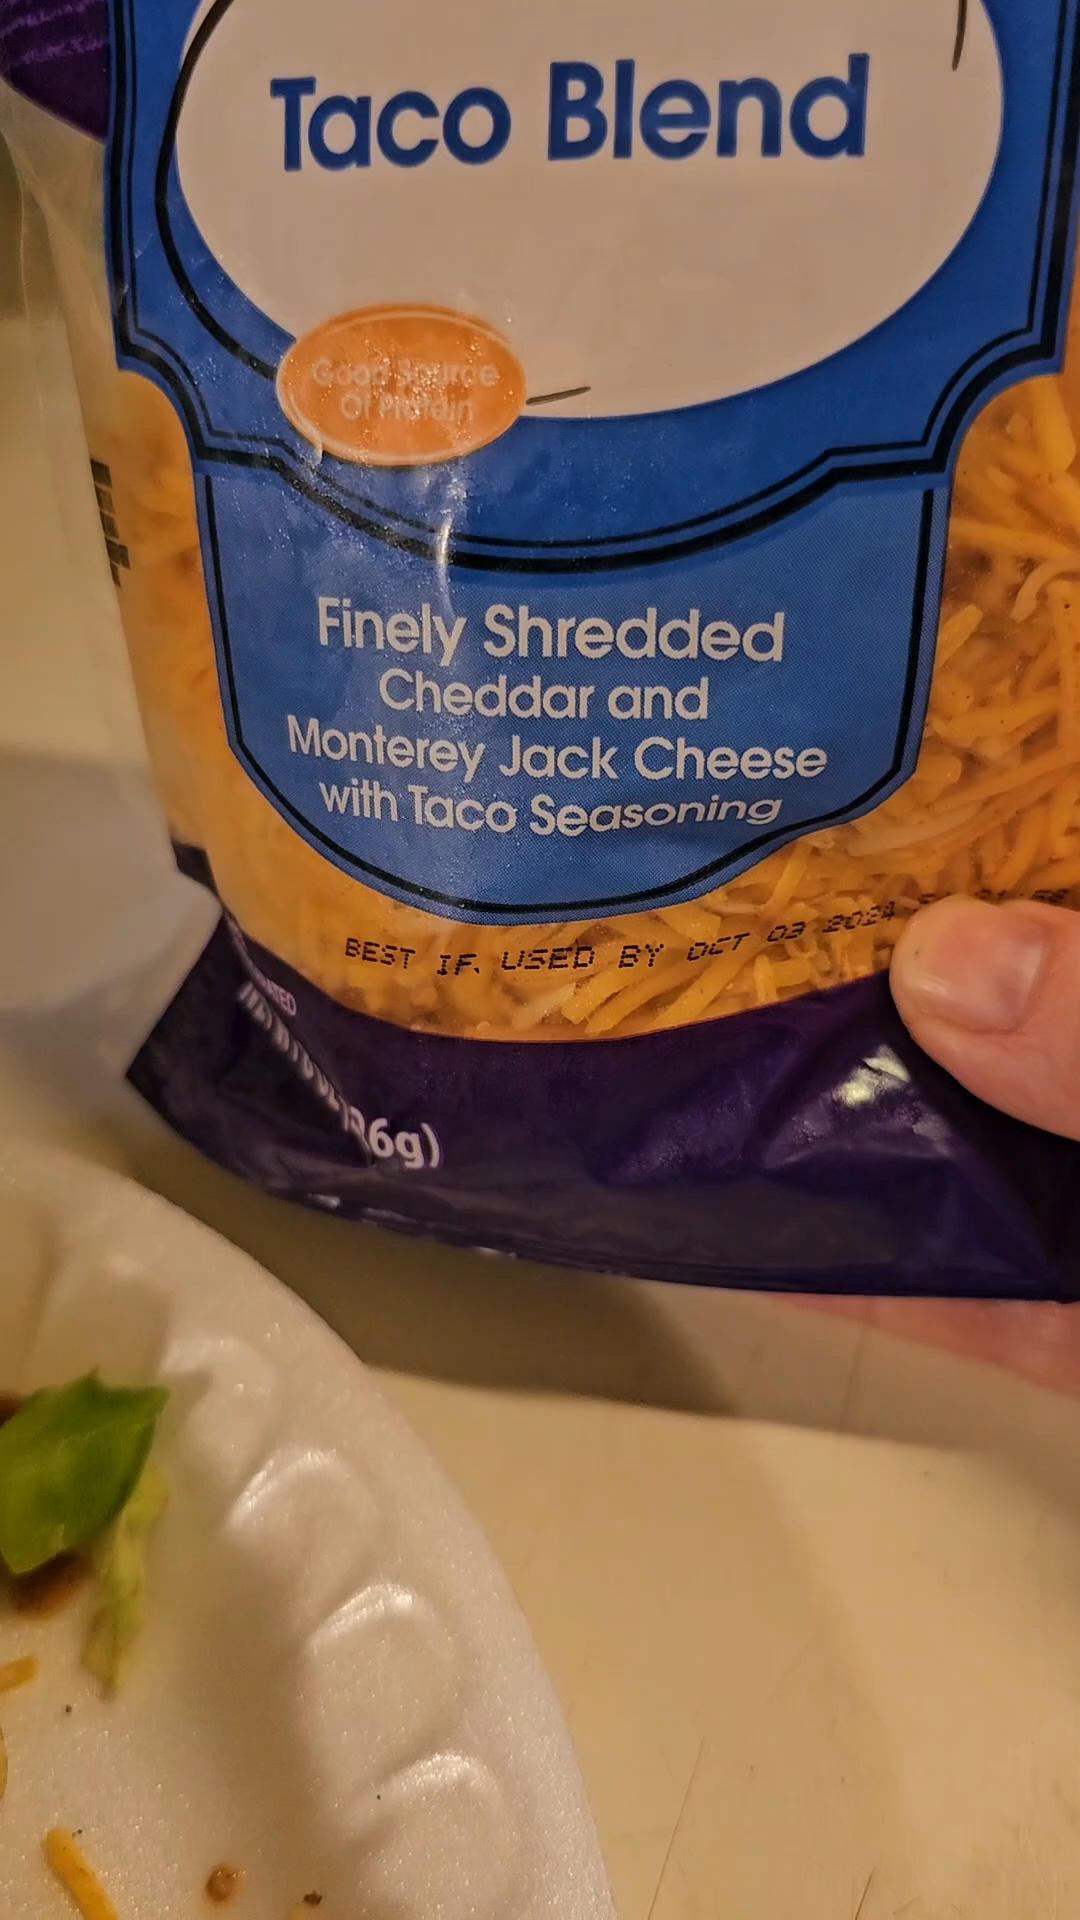 Taco Blend
Good Source
Of Protein
Finely Shredded
Cheddar and
Monterey Jack Cheese
with Taco Seasoning
BEST IF USED BY OCT 03 2024
6g)